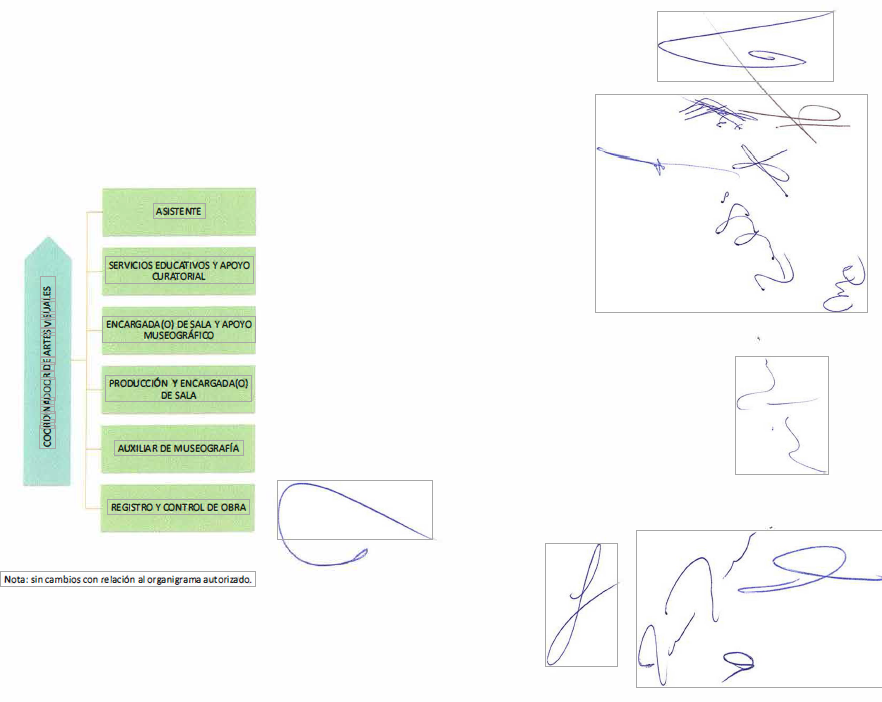 COORDINADOOR DE ARTES VISUALES
ASISTENTE
SERVICIOS EDUCATIVOS Y APOYO
CURATORIAL
ENCARGADA(O) DE SALA Y APOYO
MUSEOGRÁFICO
PRODUCCIÓN Y ENCARGADA(O)
DE SALA
AUXILIAR DE MUSEOGRAFÍA
REGISTRO Y CONTROL DE OBRA
Nota: sin cambios con relación al organigrama autorizado.